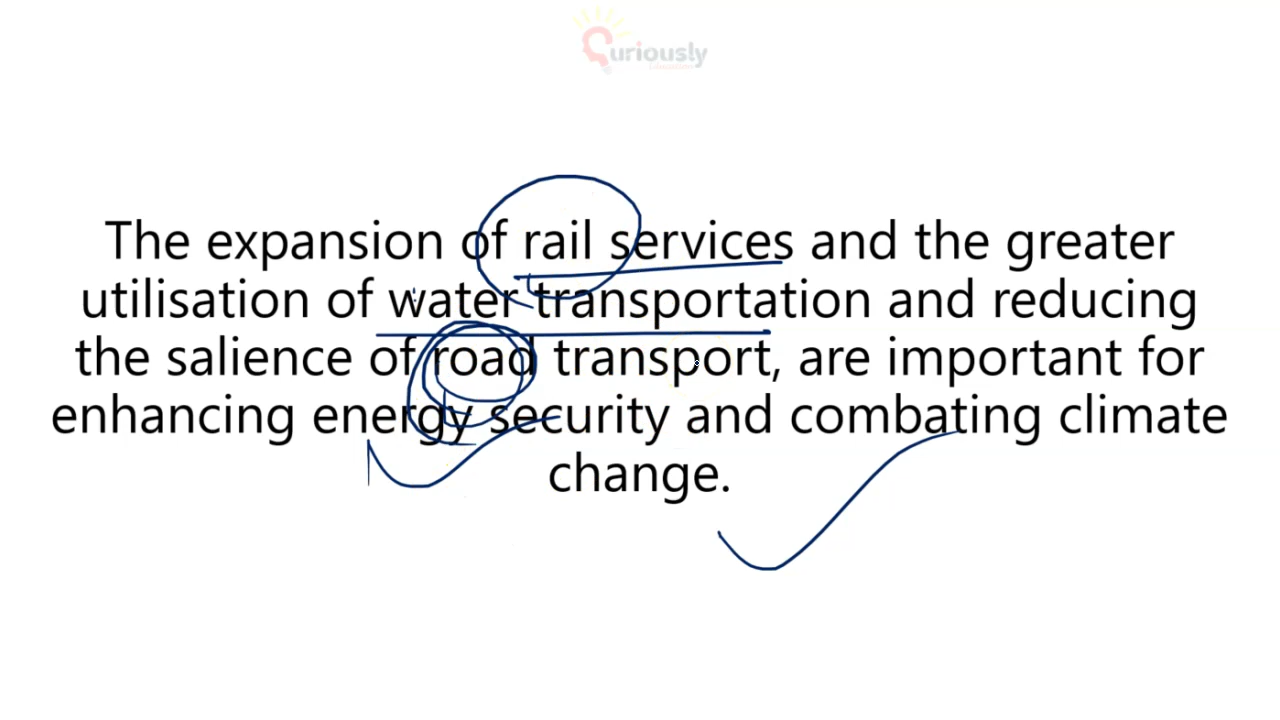 Curiously
Education
The expansion of rail services and the greater
utilisation of water transportation and reducing
the salience of road transport, are important for
enhancing energy security and combating climate
change.